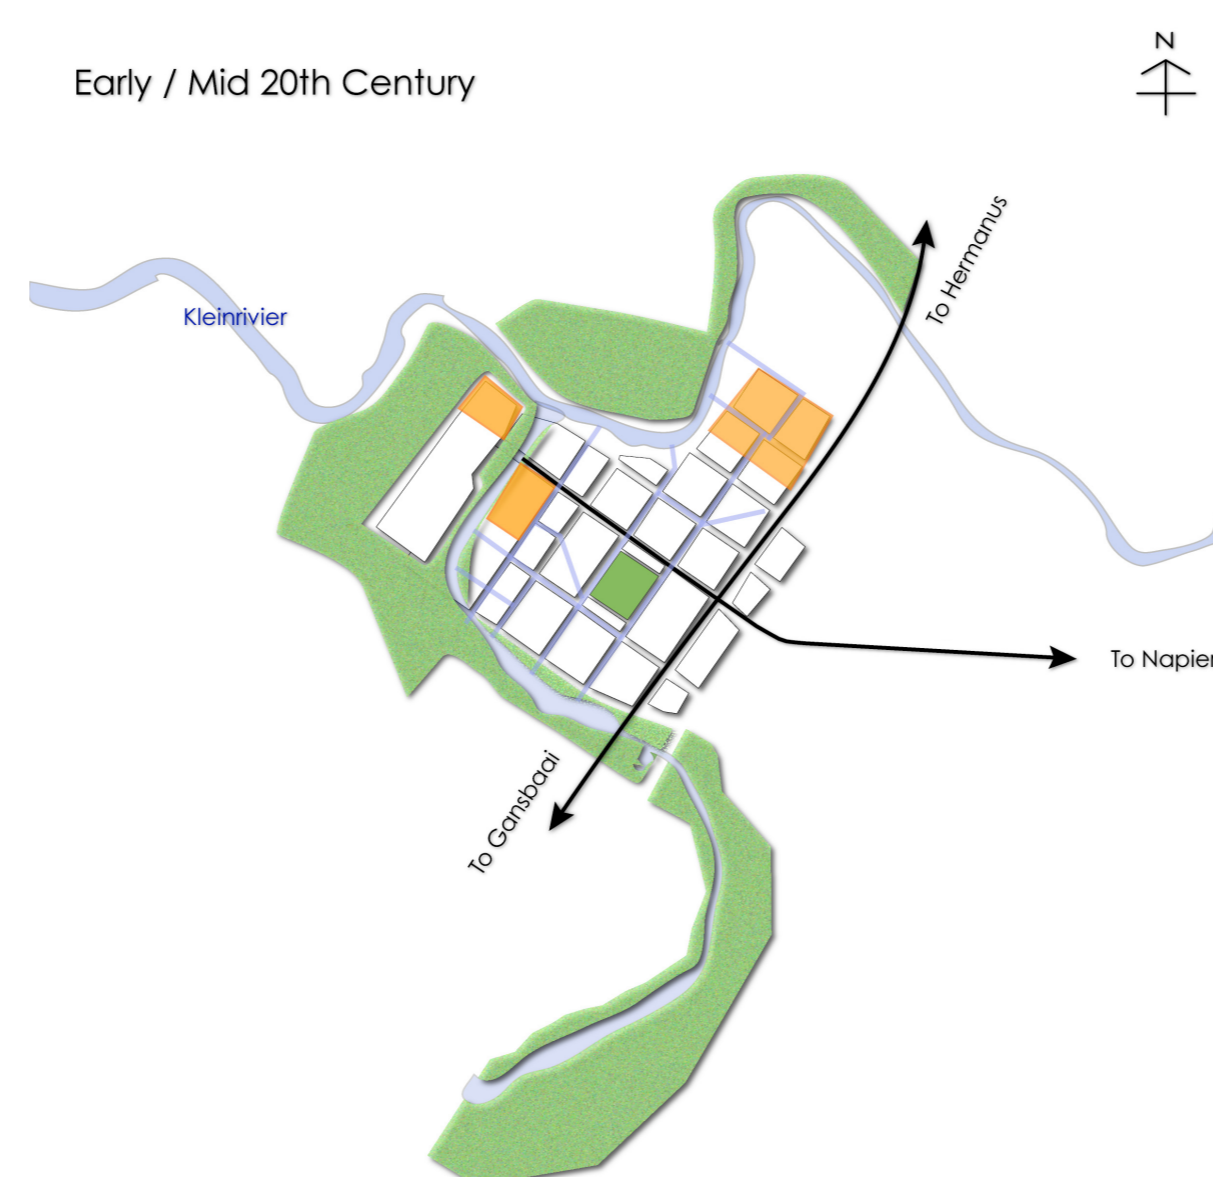 N
Early / Mid 20th Century
To Hermanus
Kleinrivier
To Napier
To Gansbaai